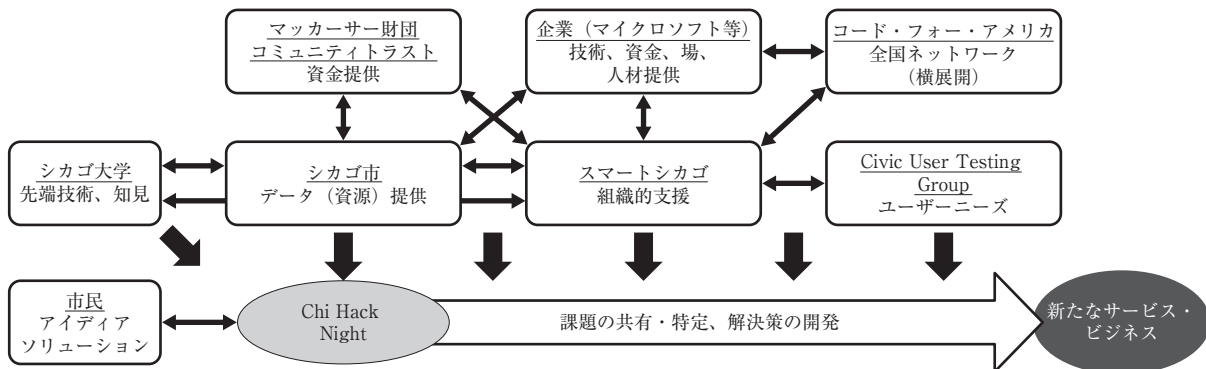 マッカーサー財団
コミュニティトラスト
資金提供
企業（マイクロソフト等）
技術、資金、場、
人材提供
コード・フォー・アメリカ
全国ネットワーク
（横展開）
シカゴ大学
先端技術、知見
シカゴ市
データ（資源）提供
スマートシカゴ
組織的支援
Civic User Testing
Group
ユーザーニーズ
市民
アイディア
ソリューション
Chi Hack
Night
課題の共有・特定、解決策の開発
新たなサービス・
ビジネス